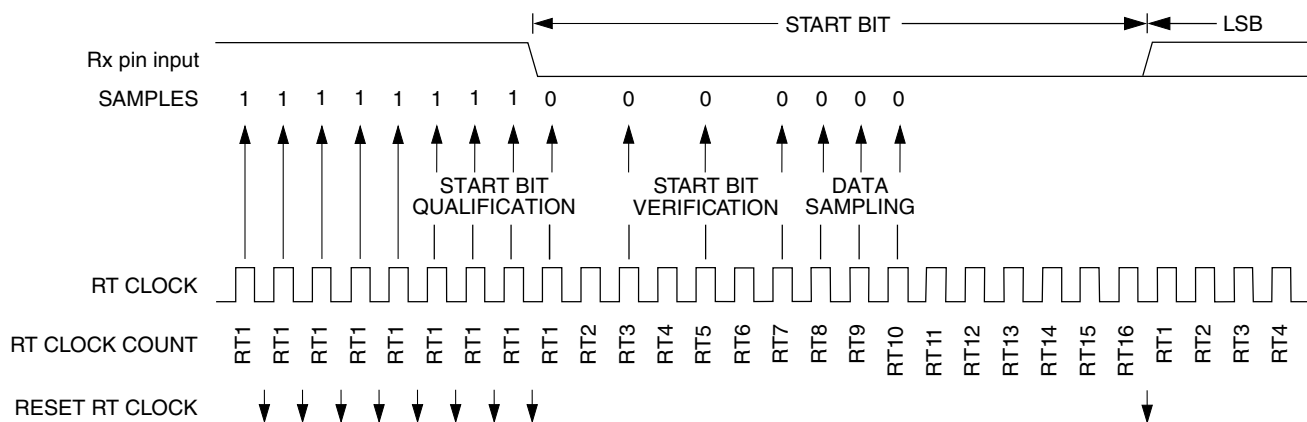 START BIT LSB
Rx pin input
SAMPLES 1 1 1 1 1 1 1 1 0 0 0 0 0 0 0
START BIT START BIT DATA
QUALIFICATION VERIFICATION SAMPLING
RT CLOCK
RT CLOCK COUNT RT1 RT1 RT1 RT1 RT1 RT1 RT1 RT1 RT1 RT2 RT3 RT4 RT5 RT6 RT7 RT8 RT9 RT10 RT11 RT12 RT13 RT14 RT15 RT16 RT1 RT2 RT3 RT4
RESET RT CLOCK